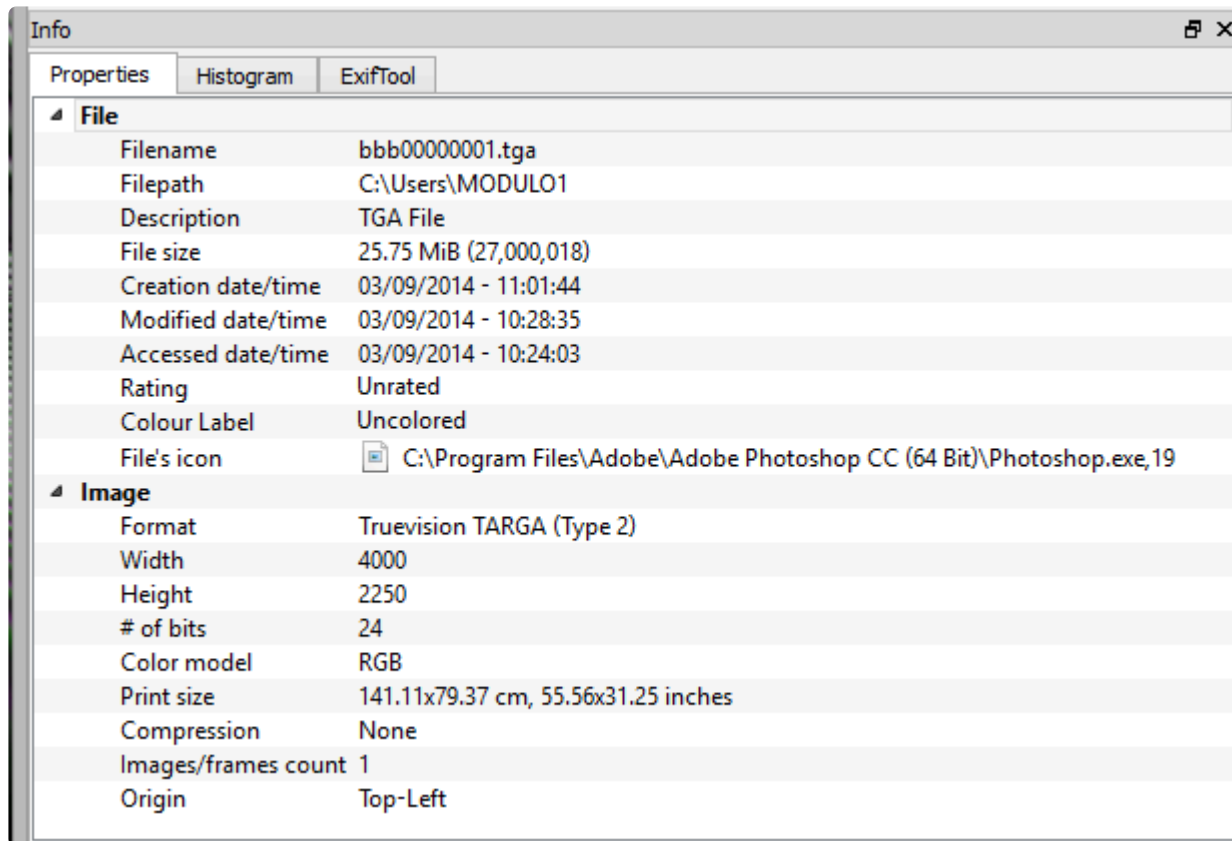 Info
Properties Histogram ExifTool
File
Filename bbb00000001.tga
Filepath C:\Users\MODULO1
Description TGA File
File size 25.75 MiB (27,000,018)
Creation date/time 03/09/2014 - 11:01:44
Modified date/time 03/09/2014 - 10:28:35
Accessed date/time 03/09/2014 - 10:24:03
Rating Unrated
Colour Label Uncolored
File's icon C:\Program Files\Adobe\Adobe Photoshop CC (64 Bit)\Photoshop.exe,19
Image
Format Truevision TARGA (Type 2)
Width 4000
Height 2250
# of bits 24
Color model RGB
Print size 141.11x79.37 cm, 55.56x31.25 inches
Compression None
Images/frames count 1
Origin Top-Left